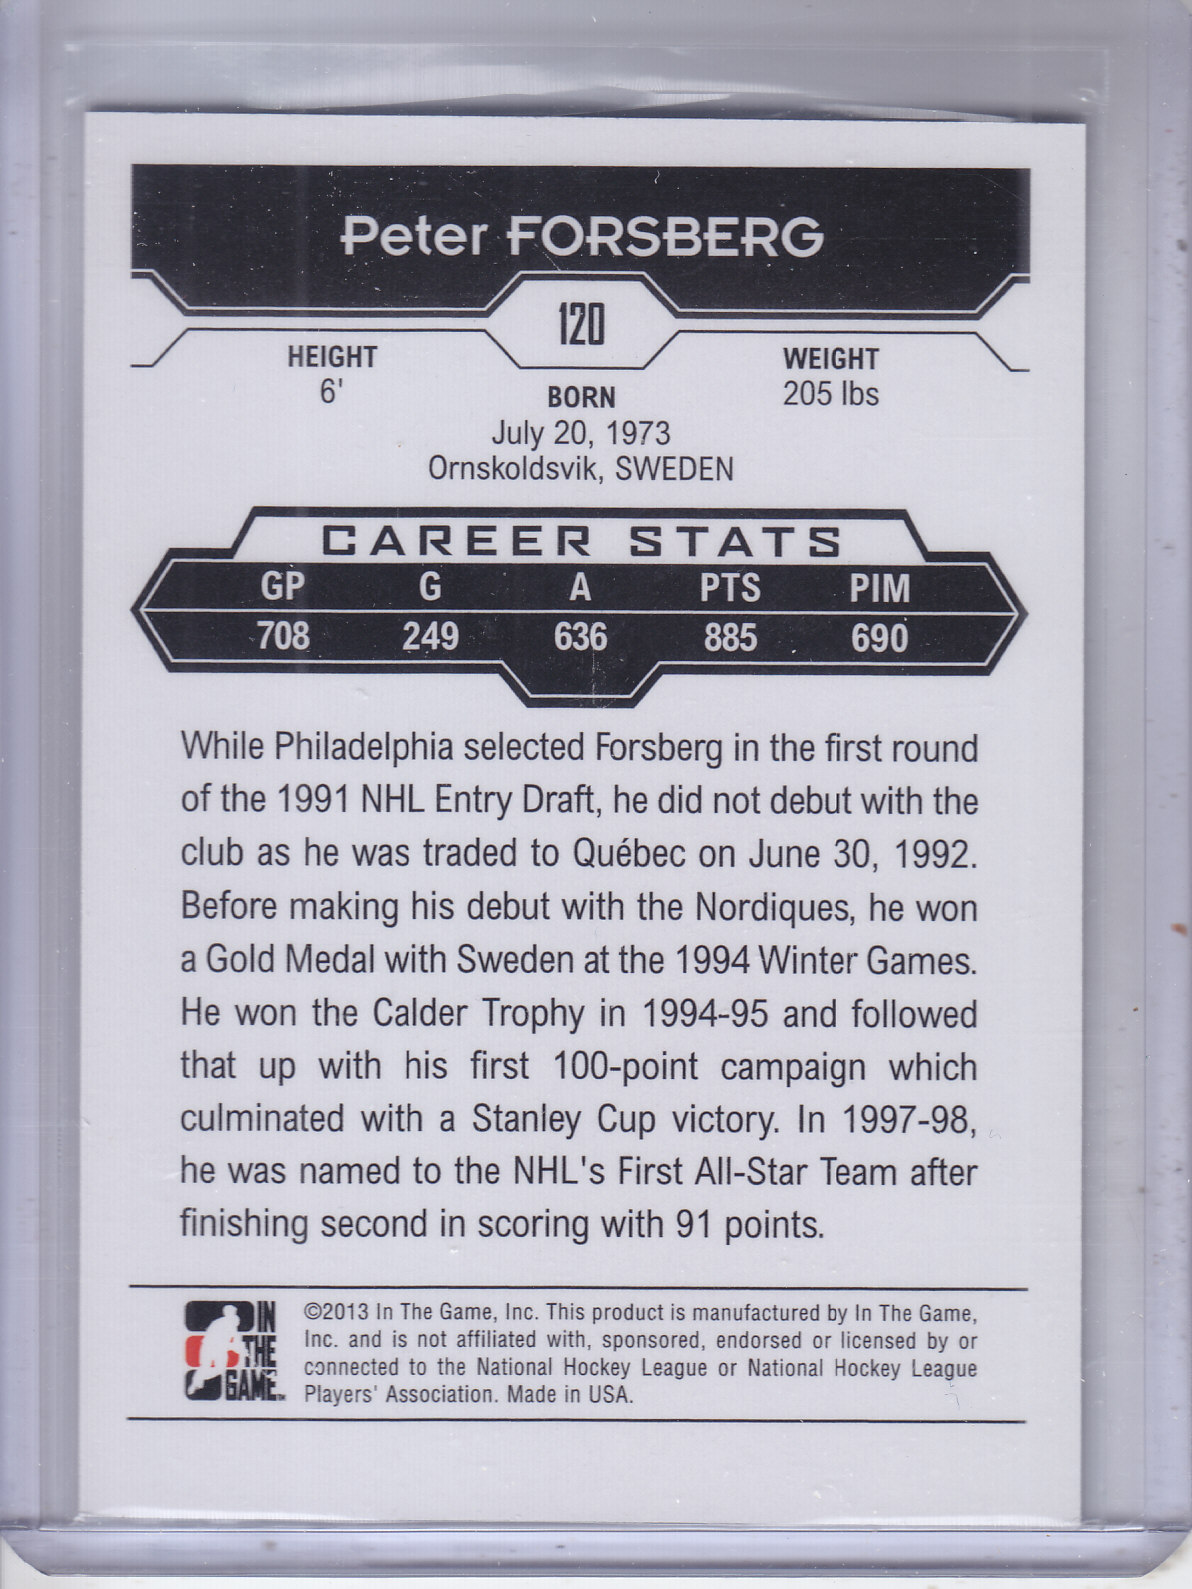 Peter FORSBERG
120
HEIGHT
6'
WEIGHT
205 lbs
BORN
July 20, 1973
Ornskoldsvik, SWEDEN
CAREER STATS
GP G A PTS PIM
708 249 636 885 690
While Philadelphia selected Forsberg in the first round
of the 1991 NHL Entry Draft, he did not debut with the
club as he was traded to Québec on June 30, 1992.
Before making his debut with the Nordiques, he won
a Gold Medal with Sweden at the 1994 Winter Games.
He won the Calder Trophy in 1994-95 and followed
that up with his first 100-point campaign which
culminated with a Stanley Cup victory. In 1997-98,
he was named to the NHL's First All-Star Team after
finishing second in scoring with 91 points.
IN
THE
GAME™
©2013 In The Game, Inc. This product is manufactured by In The Game,
Inc. and is not affiliated with, sponsored, endorsed or licensed by or
connected to the National Hockey League or National Hockey League
Players' Association. Made in USA.